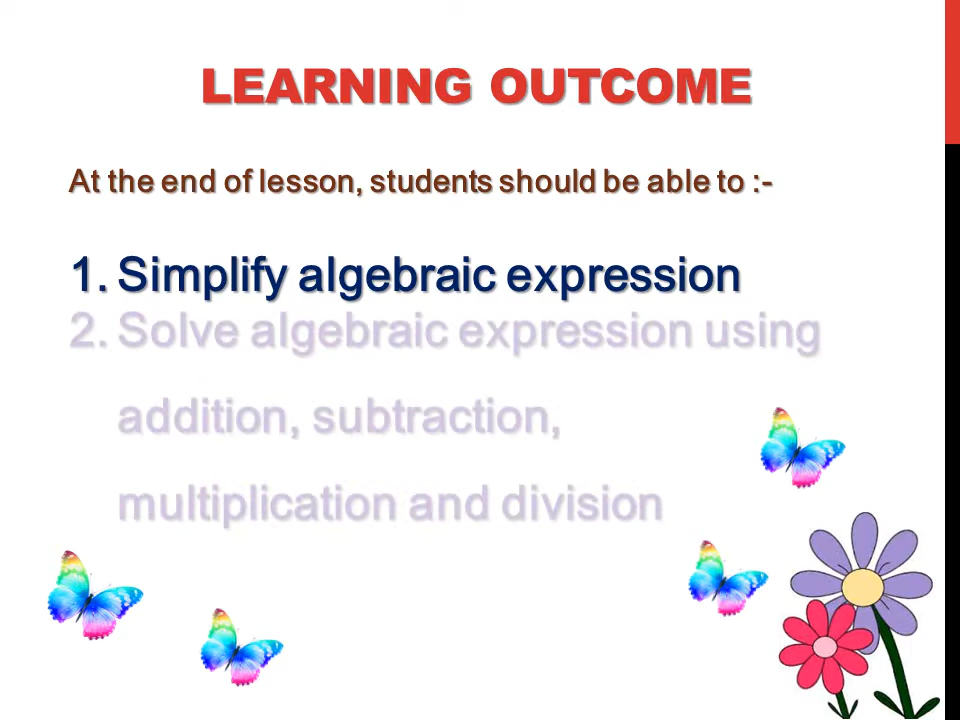 LEARNING OUTCOME
At the end of lesson, students should be able to :-
1. Simplify algebraic expression
2. Solve algebraic expression using
addition, subtraction,
multiplication and division